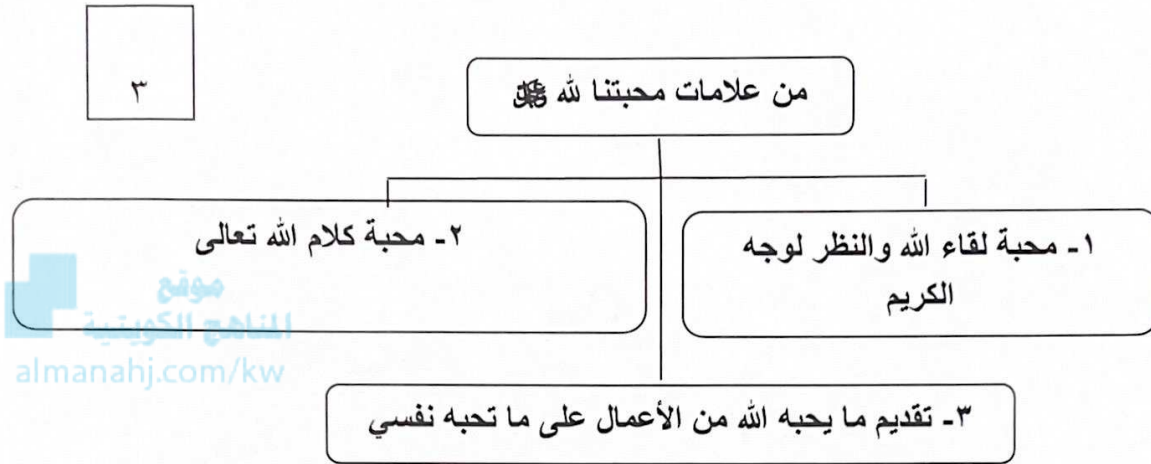 ٣
من علامات محبتنا لله ﷻ
١- محبة لقاء الله والنظر لوجه
الكريم
٢- محبة كلام الله تعالى
٣- تقديم ما يحبه الله من الأعمال على ما تحبه نفسي
موقع
المناهج الكويتية
almanahj.com/kw